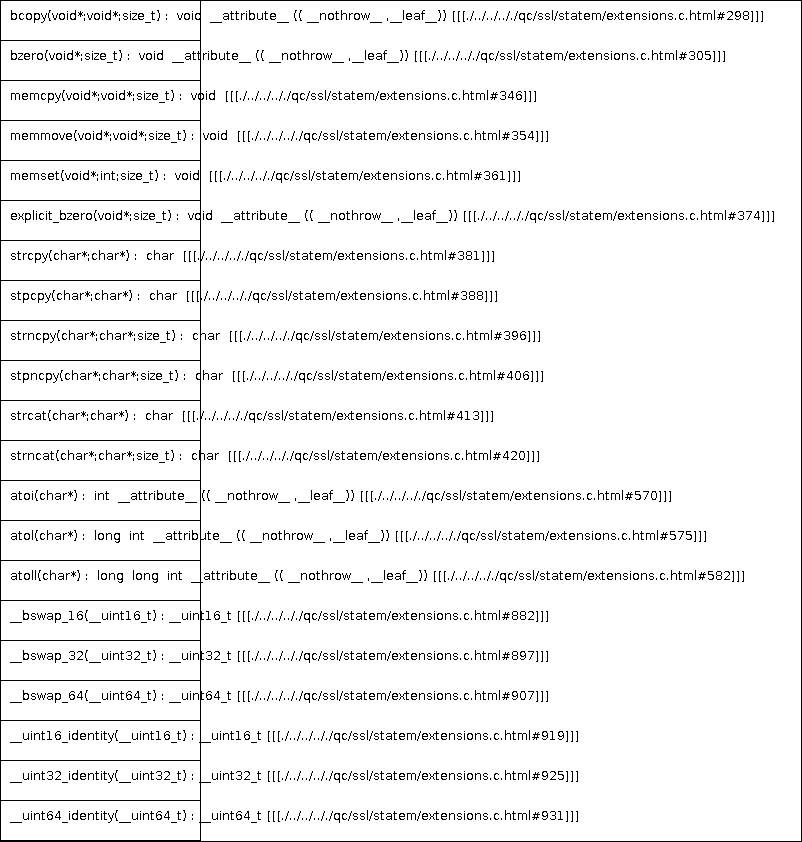 bcopy(void*;void*;size_t) : void __attribute__ (( __nothrow__ ,__leaf__)) [[[./../../../qc/ssl/statem/extensions.c.html#298]]]
bzero(void*;size_t) : void __attribute__ (( __nothrow__ ,__leaf__)) [[[./../../../../qc/ssl/statem/extensions.c.html#305]]]
memcpy(void*;void*;size_t) : void [[[./../../../../qc/ssl/statem/extensions.c.html#346]]]
memmove(void*;void*;size_t) : void [[[./../../../../qc/ssl/statem/extensions.c.html#354]]]
memset(void*;int;size_t) : void [[[./../../../../qc/ssl/statem/extensions.c.html#361]]]
explicit_bzero(void*;size_t) : void __attribute__ (( __nothrow__ ,__leaf__)) [[[./../../../../qc/ssl/statem/extensions.c.html#374]]]
strcpy(char*;char*) : char [[[./../../../../qc/ssl/statem/extensions.c.html#381]]]
stpcpy(char*;char*) : char [[[./../../../../qc/ssl/statem/extensions.c.html#388]]]
strncpy(char*;char*;size_t) : char [[[./../../../../qc/ssl/statem/extensions.c.html#396]]]
stpncpy(char*;char*;size_t) : char [[[./../../../../qc/ssl/statem/extensions.c.html#406]]]
strcat(char*;char*) : char [[[./../../../../qc/ssl/statem/extensions.c.html#413]]]
strncat(char*;char*;size_t) : char [[[./../../../../qc/ssl/statem/extensions.c.html#420]]]
atoi(char*) : int __attribute__ (( __nothrow__ ,__leaf__)) [[[./../../../../qc/ssl/statem/extensions.c.html#570]]]
atol(char*) : long int __attribute__ (( __nothrow__ ,__leaf__)) [[[./../../../../qc/ssl/statem/extensions.c.html#575]]]
atoll(char*) : long long int __attribute__ (( __nothrow__ ,__leaf__)) [[[./../../../../qc/ssl/statem/extensions.c.html#582]]]
__bswap_16(__uint16_t) : __uint16_t [[[./../../../../qc/ssl/statem/extensions.c.html#882]]]
__bswap_32(__uint32_t) : __uint32_t [[[./../../../../qc/ssl/statem/extensions.c.html#897]]]
__bswap_64(__uint64_t) : __uint64_t [[[./../../../../qc/ssl/statem/extensions.c.html#907]]]
__uint16_identity(__uint16_t) : __uint16_t [[[./../../../../qc/ssl/statem/extensions.c.html#919]]]
__uint32_identity(__uint32_t) : __uint32_t [[[./../../../../qc/ssl/statem/extensions.c.html#925]]]
__uint64_identity(__uint64_t) : __uint64_t [[[./../../../../qc/ssl/statem/extensions.c.html#931]]]